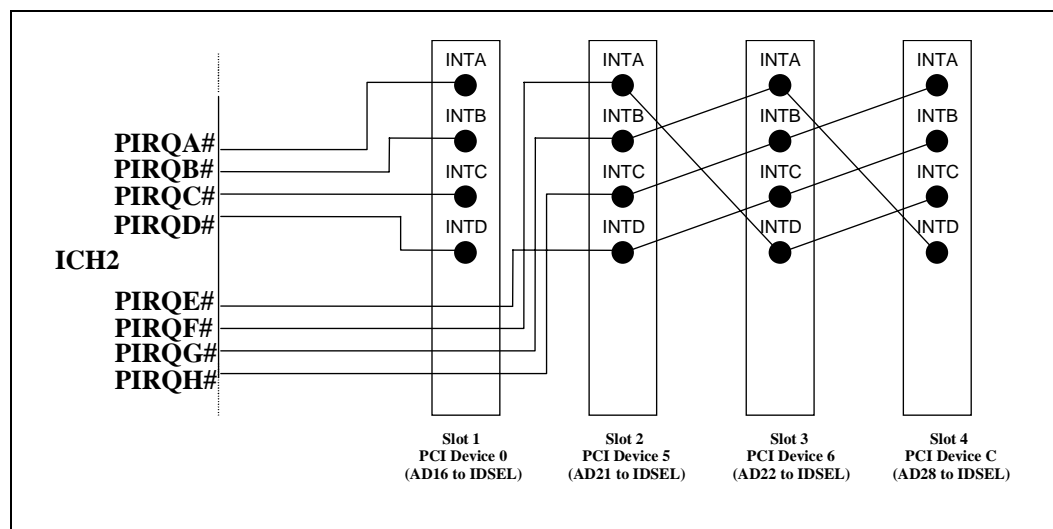 INTA INTA INTA INTA
INTB INTB INTB INTB
PIRQA#
PIRQB#
INTC INTC INTC INTC
PIRQC#
PIRQD#
INTD INTD INTD INTD
ICH2
PIRQE#
PIRQF#
PIRQG#
PIRQH#
Slot 1
PCI Device 0
(AD16 to IDSEL)
Slot 2
PCI Device 5
(AD21 to IDSEL)
Slot 3
PCI Device 6
(AD22 to IDSEL)
Slot 4
PCI Device C
(AD28 to IDSEL)